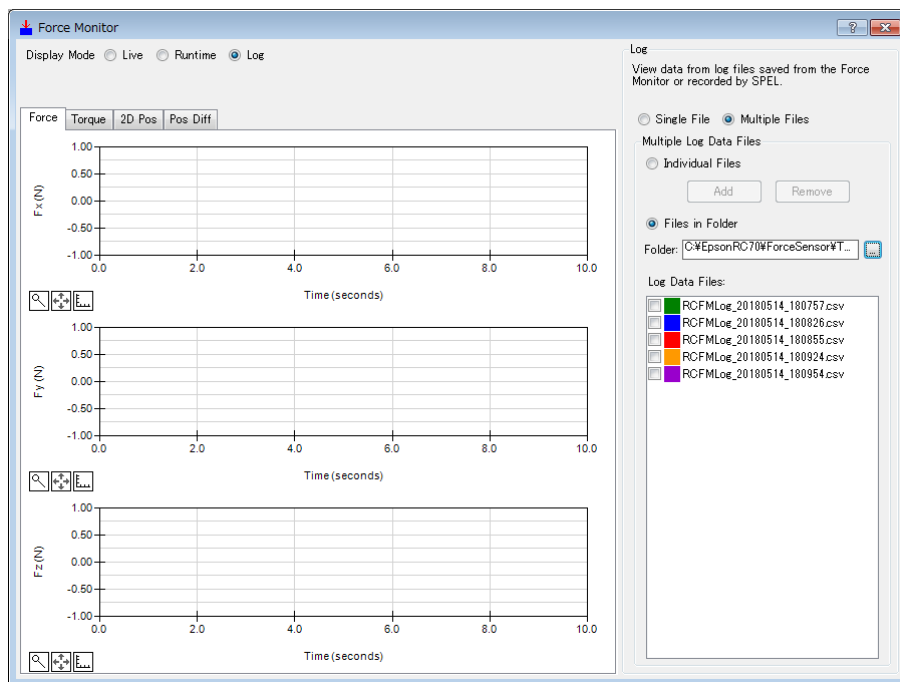 Force Monitor
?
Display Mode Live Runtime Log
Force Torque 2D Pos Pos Diff
1.00
0.50
0.00
-0.50
-1.00
Fx (N)
0.0 2.0 4.0 6.0 8.0 10.0
Time (seconds)
1.00
0.50
0.00
-0.50
-1.00
Fy (N)
0.0 2.0 4.0 6.0 8.0 10.0
Time (seconds)
1.00
0.50
0.00
-0.50
-1.00
Fz (N)
0.0 2.0 4.0 6.0 8.0 10.0
Time (seconds)
Log
View data from log files saved from the Force
Monitor or recorded by SPEL.
Single File Multiple Files
Multiple Log Data Files
Individual Files
Add Remove
Files in Folder
Folder: C:¥EpsonRC70¥ForceSensor¥T... ...
Log Data Files:
RCFMLog_20180514_180757.csv
RCFMLog_20180514_180826.csv
RCFMLog_20180514_180855.csv
RCFMLog_20180514_180924.csv
RCFMLog_20180514_180954.csv